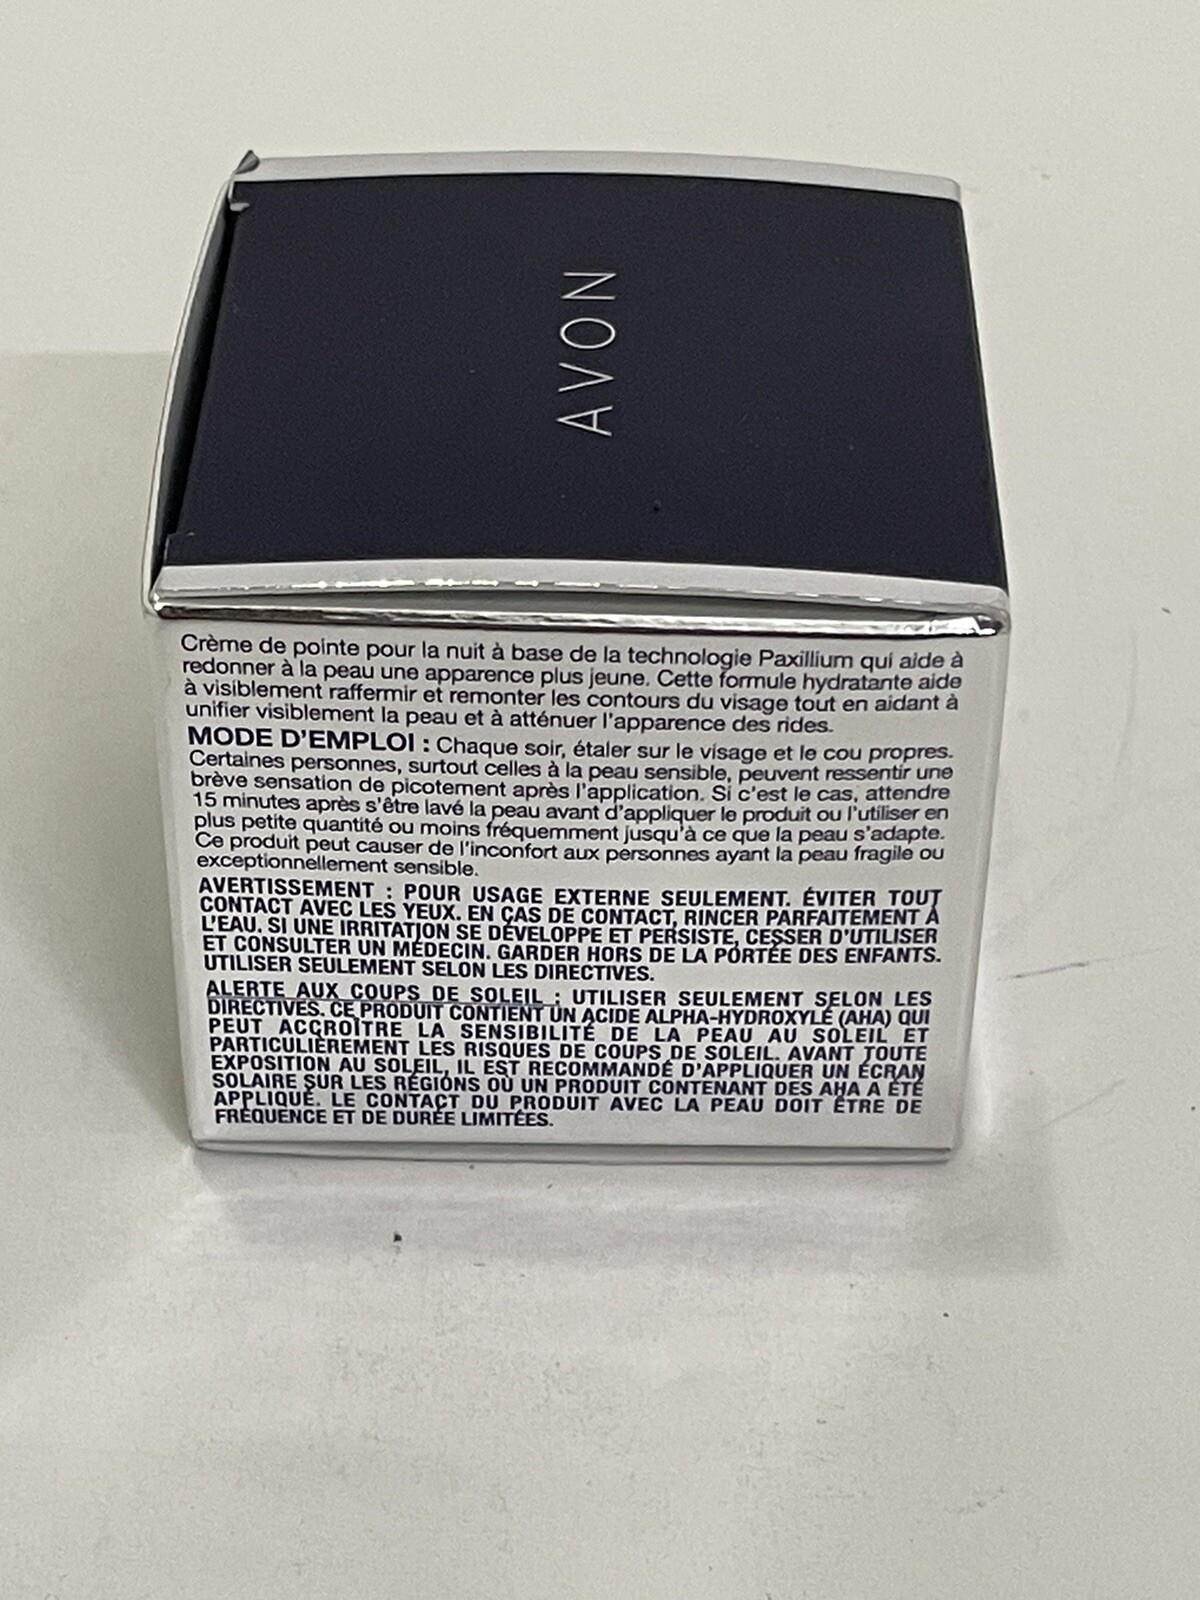 AVON
Crème de pointe pour la nuit à base de la technologie Paxillium qui aide à
redonner à la peau une apparence plus jeune. Cette formule hydratante aide
à visiblement raffermir et remonter les contours du visage tout en aidant à
unifier visiblement la peau et à atténuer l'apparence des rides.
MODE D'EMPLOI : Chaque soir, étaler sur le visage et le cou propres.
Certaines personnes, surtout celles à la peau sensible, peuvent ressentir une
brève sensation de picotement après l'application. Si c'est le cas, attendre
15 minutes après s'être lavé la peau avant d'appliquer le produit ou l'utiliser en
plus petite quantité ou moins fréquemment jusqu'à ce que la peau s'adapte.
Ce produit peut causer de l'inconfort aux personnes ayant la peau fragile ou
exceptionnellement sensible.
AVERTISSEMENT : POUR USAGE EXTERNE SEULEMENT. ÉVITER TOUT
CONTACT AVEC LES YEUX. EN CAS DE CONTACT, RINCER PARFAITEMENT À
L'EAU. SI UNE IRRITATION SE DÉVELOPPE ET PERSISTE, CESSER D'UTILISER
ET CONSULTER UN MÉDECIN. GARDER HORS DE LA PORTÉE DES ENFANTS.
UTILISER SEULEMENT SELON LES DIRECTIVES.
ALERTE AUX COUPS DE SOLEIL : UTILISER SEULEMENT SELON LES
DIRECTIVES. CE PRODUIT CONTIENT UN ACIDE ALPHA-HYDROXYLÉ (AHA) QUI
PEUT ACCROÎTRE LA SENSIBILITÉ DE LA PEAU AU SOLEIL ET
PARTICULIÈREMENT LES RISQUES DE COUPS DE SOLEIL. AVANT TOUTE
EXPOSITION AU SOLEIL, IL EST RECOMMANDÉ D'APPLIQUER UN ÉCRAN
SOLAIRE SUR LES RÉGIONS OÙ UN PRODUIT CONTENANT DES AHA A ÉTÉ
APPLIQUÉ. LE CONTACT DU PRODUIT AVEC LA PEAU DOIT ÊTRE DE
FRÉQUENCE ET DE DURÉE LIMITÉES.